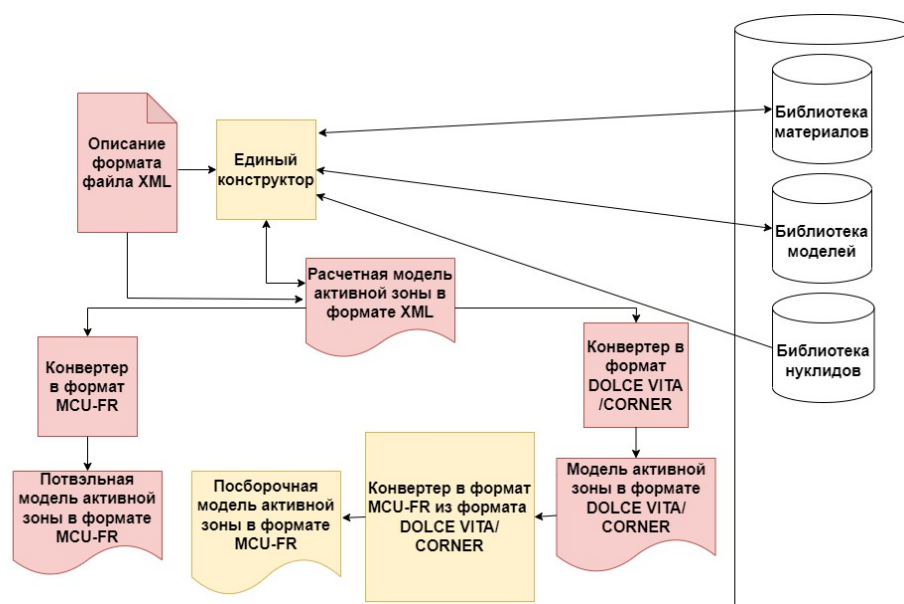 Описание
формата
файла XML
Единый
конструктор
Библиотека
материалов
Библиотека
моделей
Библиотека
нуклидов
Расчетная модель
активной зоны в
формате XML
Конвертер
в формат
MCU-FR
Конвертер в
формат
DOLCE VITA
/CORNER
Потвэльная
модель активной
зоны в формате
MCU-FR
Посборочная
модель активной
зоны в формате
MCU-FR
Конвертер в формат
MCU-FR из формата
DOLCE VITA/
CORNER
Модель активной
зоны в формате
DOLCE VITA/
CORNER